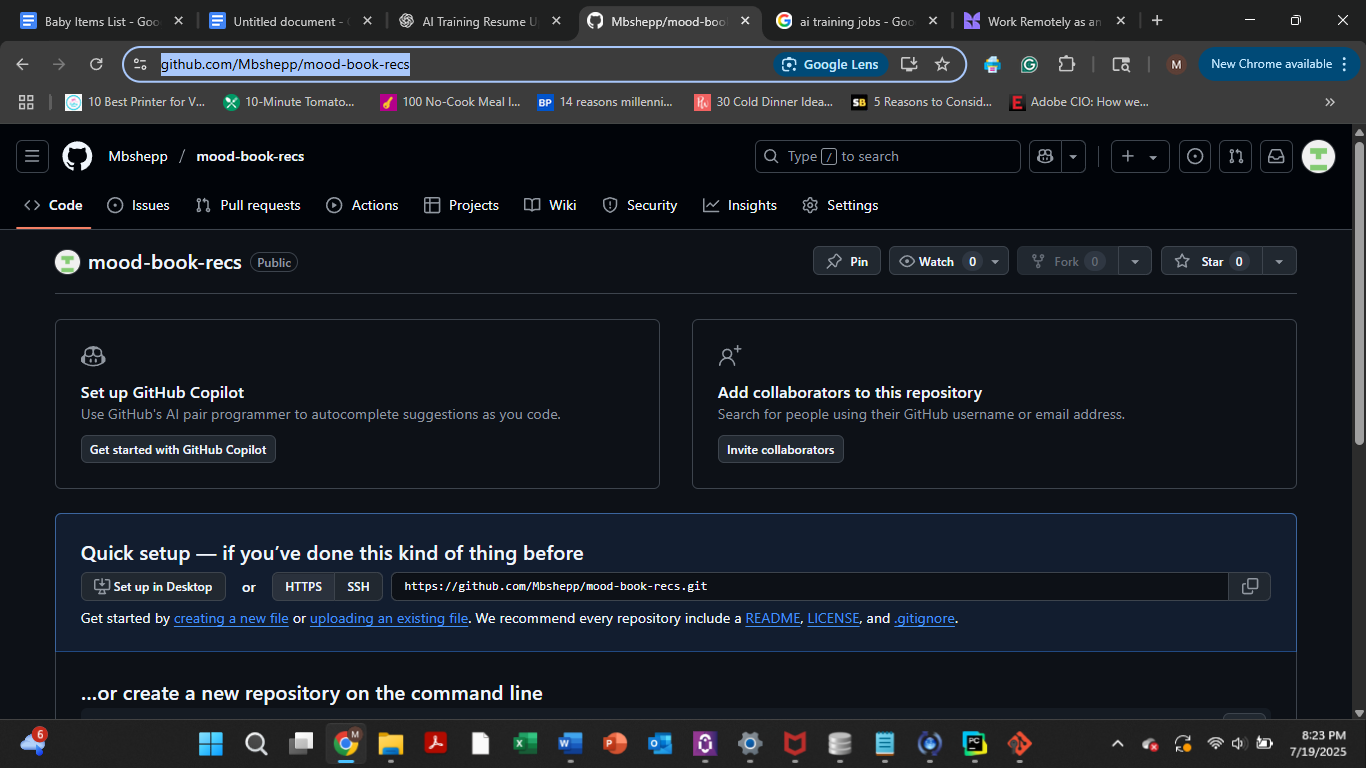 Baby Items List - Goo
Untitled document - G
AI Training Resume U
Mbshepp/mood-boo
ai training jobs - Goo
Work Remotely as an
github.com/Mbshepp/mood-book-recs
Google Lens
M
New Chrome available
10 Best Printer for V...
10-Minute Tomato...
100 No-Cook Meal I...
BP 14 reasons millenni...
30 Cold Dinner Idea...
SB 5 Reasons to Consid...
E Adobe CIO: How we...
Mbshepp / mood-book-recs
Type / to search
Code
Issues
Pull requests
Actions
Projects
Wiki
Security
Insights
Settings
mood-book-recs Public
Pin
Watch 0
Fork 0
Star 0
Set up GitHub Copilot
Use GitHub's AI pair programmer to autocomplete suggestions as you code.
Get started with GitHub Copilot
Add collaborators to this repository
Search for people using their GitHub username or email address.
Invite collaborators
Quick setup — if you’ve done this kind of thing before
Set up in Desktop or HTTPS SSH https://github.com/Mbshepp/mood-book-recs.git
Get started by creating a new file or uploading an existing file. We recommend every repository include a README, LICENSE, and .gitignore.
…or create a new repository on the command line
6
M
PC
8:23 PM
7/19/2025